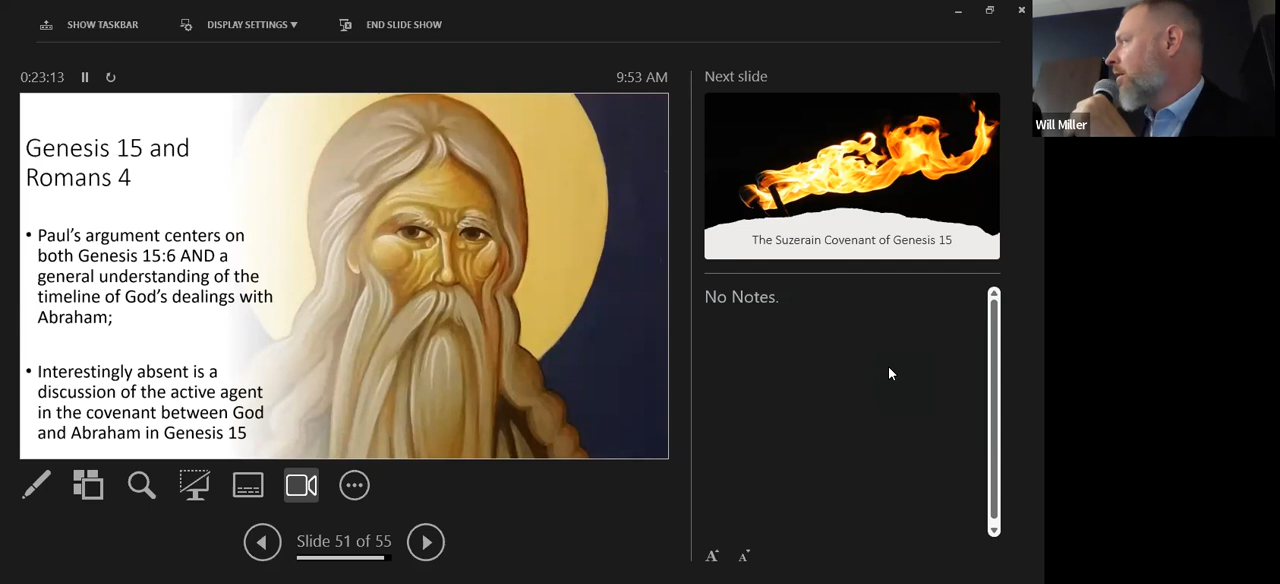 SHOW TASKBAR
DISPLAY SETTINGS ▼
END SLIDE SHOW
0:23:13
9:53 AM
Genesis 15 and
Romans 4
• Paul’s argument centers on
both Genesis 15:6 AND a
general understanding of the
timeline of God’s dealings with
Abraham;
• Interestingly absent is a
discussion of the active agent
in the covenant between God
and Abraham in Genesis 15
Slide 51 of 55
Next slide
The Suzerain Covenant of Genesis 15
No Notes.
A A
Will Miller